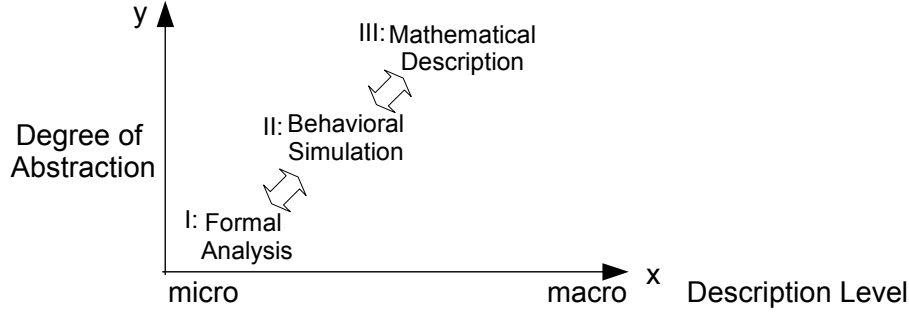 y
III: Mathematical
Description
II: Behavioral
Simulation
Degree of
Abstraction
I: Formal
Analysis
micro
macro
x
Description Level